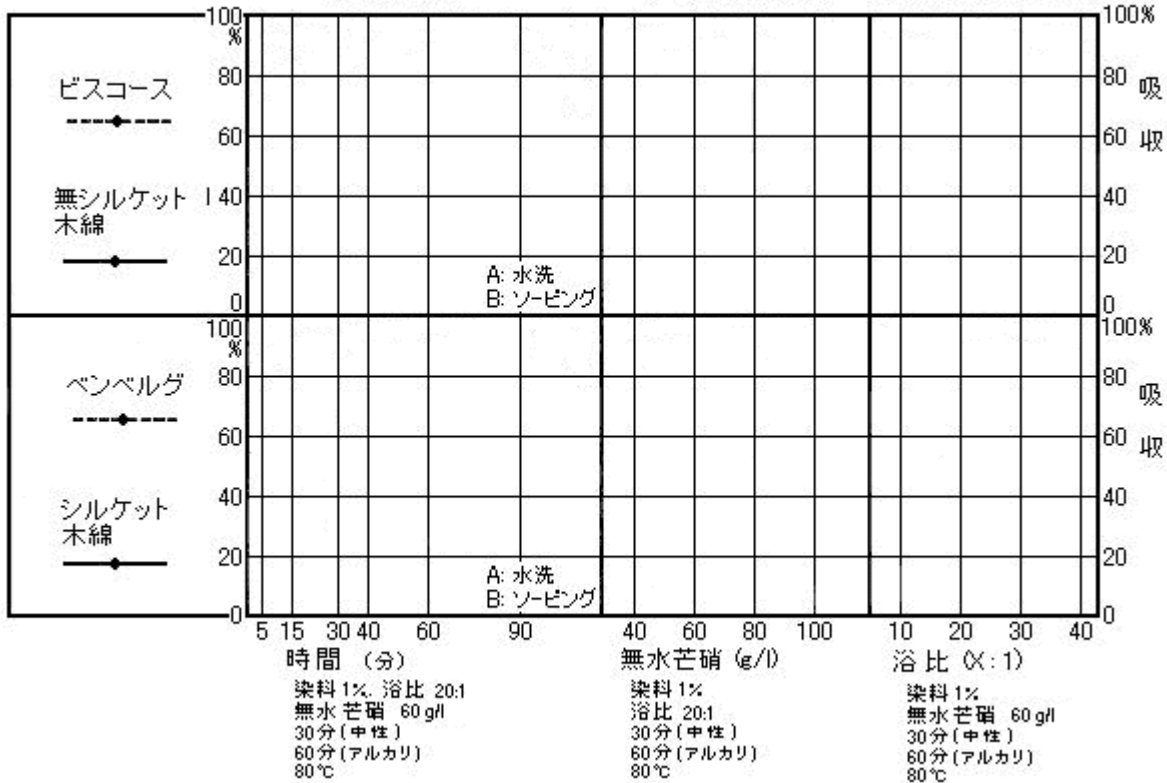 100
%
80
60
40
20
0
ビスコース
無シルケット
木綿
A: 水洗
B: ソーピング
100%
80
60
40
20
0
吸
収
100
%
80
60
40
20
0
ベンベルグ
シルケット
木綿
A: 水洗
B: ソーピング
100%
80
60
40
20
0
吸
収
5 15 30 40 60 90
時間 (分)
染料 1%. 浴比 20:1
無水芒硝 60 g/l
30分(中性)
60分(アルカリ)
80℃
40 60 80 100
無水芒硝 (g/l)
染料 1%
浴比 20:1
30分(中性)
60分(アルカリ)
80℃
10 20 30 40
浴比 (X:1)
染料 1%
無水芒硝 60 g/l
30分(中性)
60分(アルカリ)
80℃